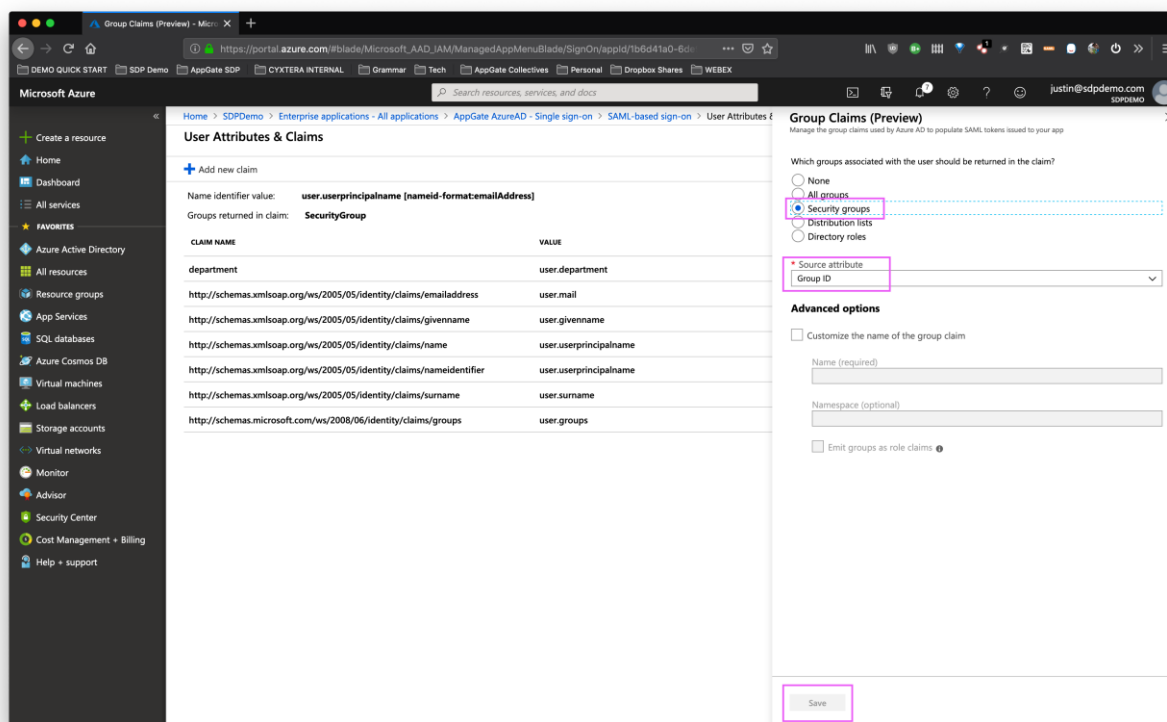 Group Claims (Preview) - Micro
https://portal.azure.com/#blade/Microsoft_AAD_IAM/ManagedAppMenuBlade/SignOn/appId/1b6d41a0-6de
DEMO QUICK START SDP Demo AppGate SDP CYXTERA INTERNAL Grammar Tech AppGate Collectives Personal Dropbox Shares WEBEX
Microsoft Azure
Search resources, services, and docs
7
justin@sdpdemo.com
SDPDEMO
Home > SDPDemo > Enterprise applications - All applications > AppGate AzureAD - Single sign-on > SAML-based sign-on > User Attributes &
User Attributes & Claims
Add new claim
Name identifier value: user.userprincipalname [nameid-format:emailAddress]
Groups returned in claim: SecurityGroup
CLAIM NAME VALUE
department user.department
http://schemas.xmlsoap.org/ws/2005/05/identity/claims/emailaddress user.mail
http://schemas.xmlsoap.org/ws/2005/05/identity/claims/givenname user.givenname
http://schemas.xmlsoap.org/ws/2005/05/identity/claims/name user.userprincipalname
http://schemas.xmlsoap.org/ws/2005/05/identity/claims/nameidentifier user.userprincipalname
http://schemas.xmlsoap.org/ws/2005/05/identity/claims/surname user.surname
http://schemas.microsoft.com/ws/2008/06/identity/claims/groups user.groups
Create a resource
Home
Dashboard
All services
FAVORITES
Azure Active Directory
All resources
Resource groups
App Services
SQL databases
Azure Cosmos DB
Virtual machines
Load balancers
Storage accounts
Virtual networks
Monitor
Advisor
Security Center
Cost Management + Billing
Help + support
Group Claims (Preview)
Manage the group claims used by Azure AD to populate SAML tokens issued to your app
Which groups associated with the user should be returned in the claim?
None
All groups
Security groups
Distribution lists
Directory roles
* Source attribute
Group ID
Advanced options
Customize the name of the group claim
Name (required)
Namespace (optional)
Emit groups as role claims
Save